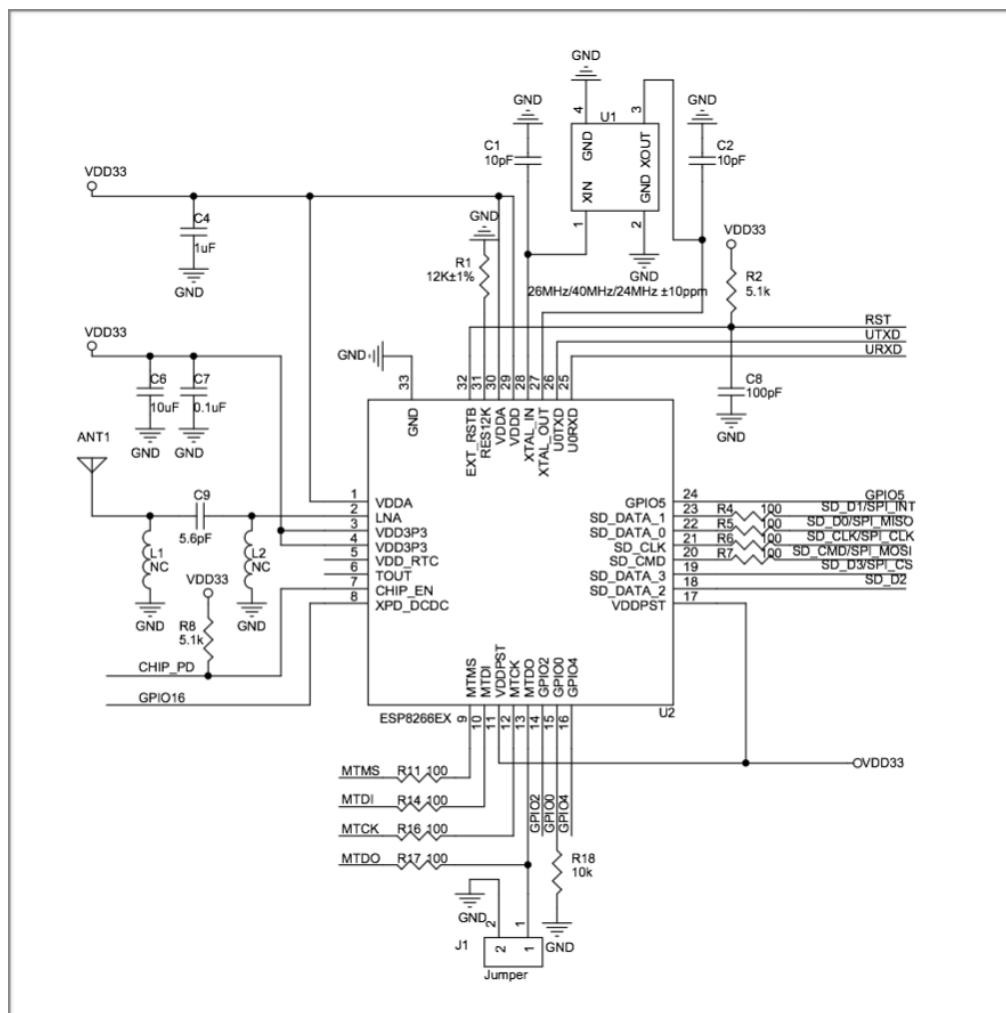 GND
GND
4
3
GND
U1
C1
10pF
GND
XOUT
C2
10pF
XIN
GND
VDD33
C4
1uF
GND
GND
1
2
VDD33
R1
12K±1%
GND
R2
5.1k
26MHz/40MHz/24MHz ±10ppm
RST
UTXD
URXD
VDD33
GND
33
32
31
30
29
28
27
26
25
C6
10uF
C7
0.1uF
C8
100pF
GND
GND
GND
GND
EXT_RSTB
RES12K
VDDA
VDDD
XTAL_IN
XTAL_OUT
U0TXD
U0RXD
ANT1
1
VDDA
2
LNA
3
VDD3P3
4
VDD3P3
5
VDD_RTC
6
TOUT
7
CHIP_EN
8
XPD_DCDC
C9
5.6pF
L1
NC
L2
NC
GND
GND
VDD33
R8
5.1k
CHIP_PD
GPIO16
GPIO5
24
GPIO5
SD_DATA_1
23
R4
100
SD_D1/SPI_INT
SD_DATA_0
22
R5
100
SD_D0/SPI_MISO
SD_CLK
21
R6
100
SD_CLK/SPI_CLK
SD_CMD
20
R7
100
SD_CMD/SPI_MOSI
SD_DATA_3
19
SD_D3/SPI_CS
SD_DATA_2
18
SD_D2
VDDPST
17
MTMS
MTDI
VDDPST
MTCK
MTDO
GPIO2
GPIO0
GPIO4
ESP8266EX
U2
9
10
11
12
13
14
15
16
VDD33
MTMS
R11 100
MTDI
R14 100
MTCK
R16 100
MTDO
R17 100
GPIO2
GPIO0
GPIO4
R18
10k
GND
GND
2
1
J1
2
1
Jumper